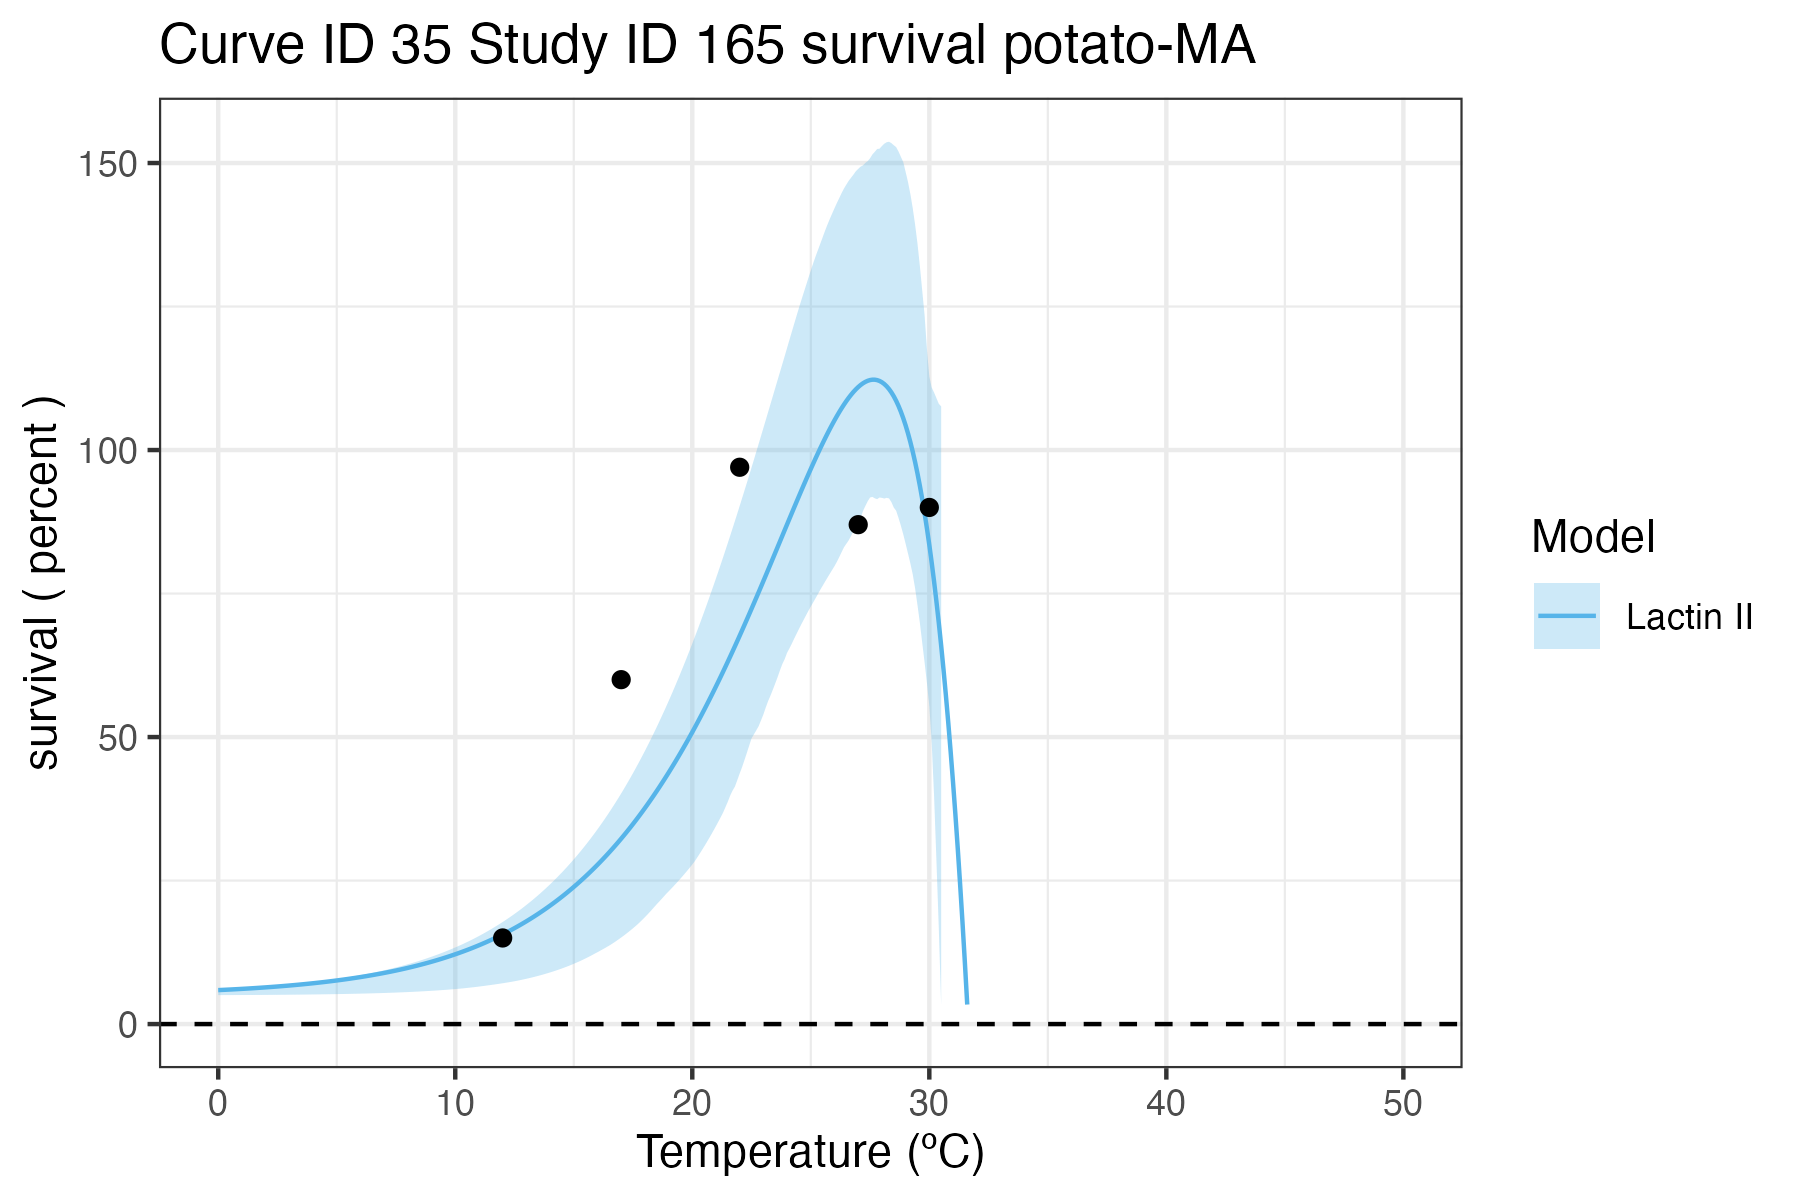 Curve ID 35 Study ID 165 survival potato-MA
survival ( percent )
150
100
50
0
0 10 20 30 40 50
Temperature (ºC)
Model
Lactin II